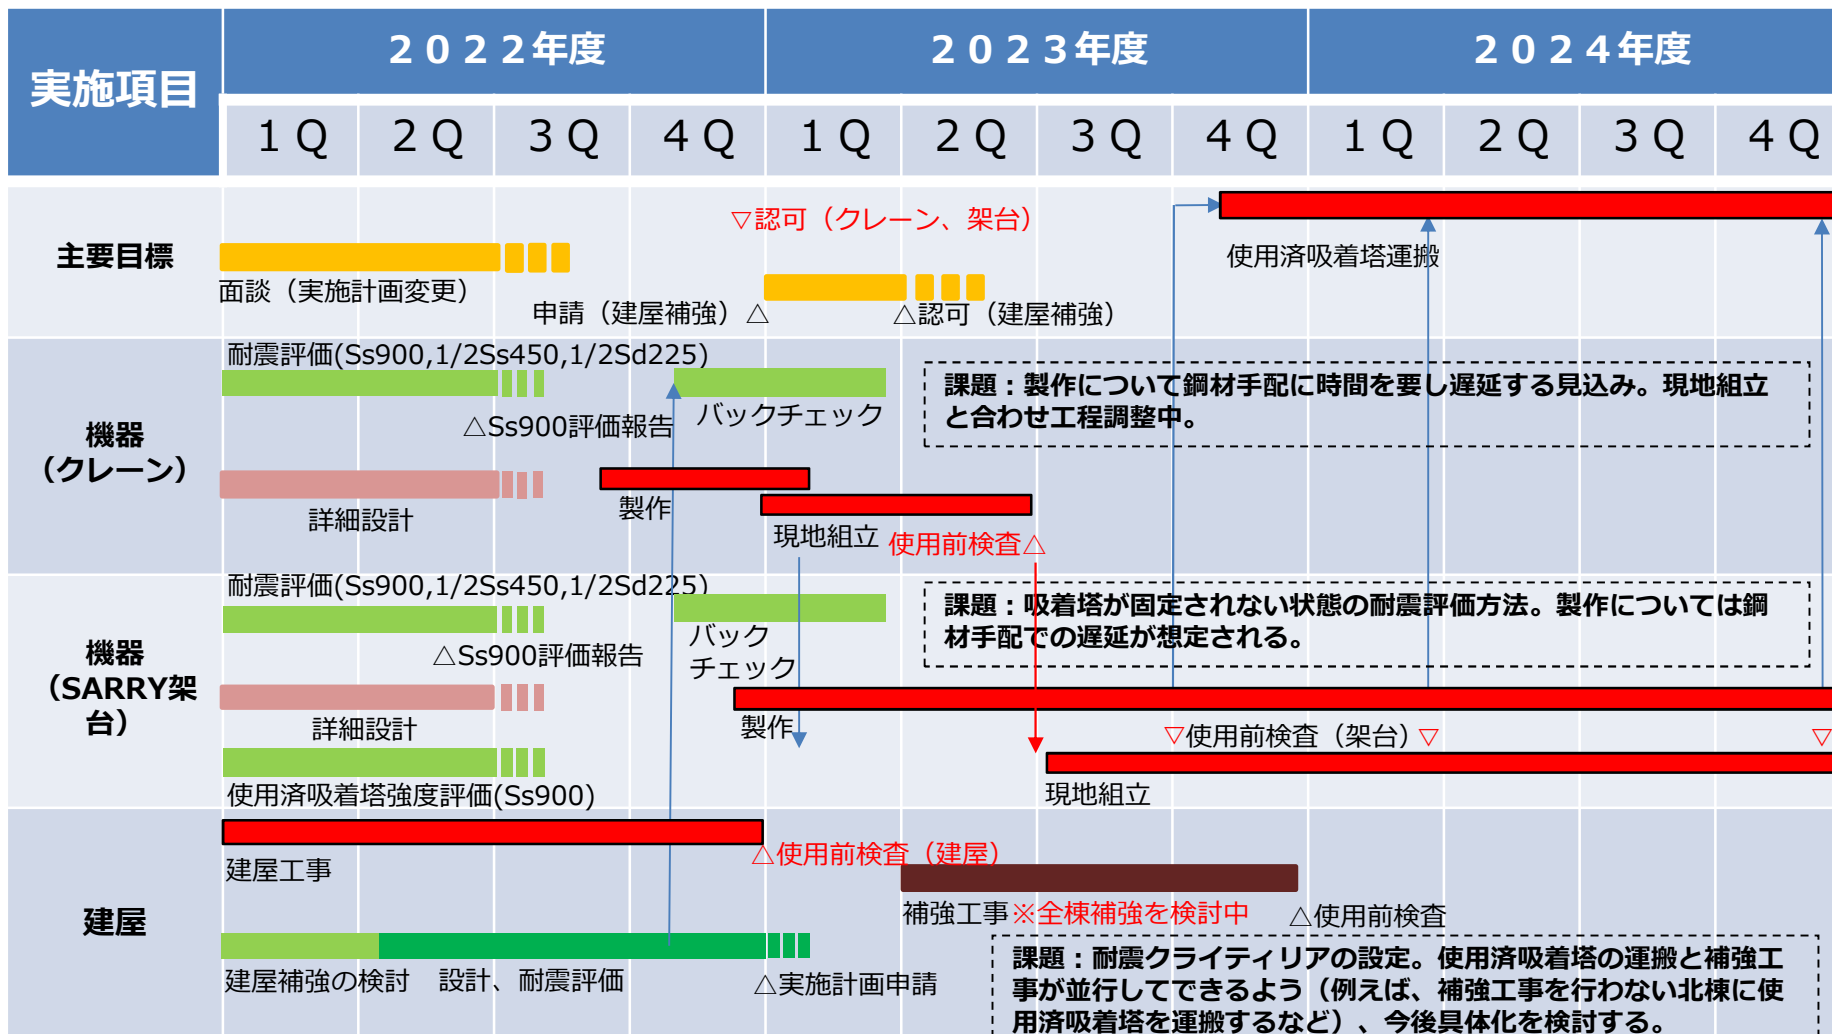 実施項目
２０２２年度
２０２３年度
２０２４年度
１Ｑ ２Ｑ ３Ｑ ４Ｑ １Ｑ ２Ｑ ３Ｑ ４Ｑ １Ｑ ２Ｑ ３Ｑ ４Ｑ
主要目標
▽認可（クレーン、架台）
使用済吸着塔運搬
面談（実施計画変更）
申請（建屋補強）△
△認可（建屋補強）
機器
（クレーン）
耐震評価(Ss900,1/2Ss450,1/2Sd225)
△Ss900評価報告
バックチェック
課題：製作について鋼材手配に時間を要し遅延する見込み。現地組立
と合わせ工程調整中。
詳細設計
製作
現地組立
使用前検査△
機器
（SARRY架
台）
耐震評価(Ss900,1/2Ss450,1/2Sd225)
△Ss900評価報告
バック
チェック
課題：吸着塔が固定されない状態の耐震評価方法。製作については鋼
材手配での遅延が想定される。
詳細設計
製作
▽使用前検査（架台）▽
▽
使用済吸着塔強度評価(Ss900)
現地組立
建屋
建屋工事
△使用前検査（建屋）
補強工事※全棟補強を検討中
△使用前検査
建屋補強の検討
設計、耐震評価
△実施計画申請
課題：耐震クライティリアの設定。使用済吸着塔の運搬と補強工
事が並行してできるよう（例えば、補強工事を行わない北棟に使
用済吸着塔を運搬するなど）、今後具体化を検討する。